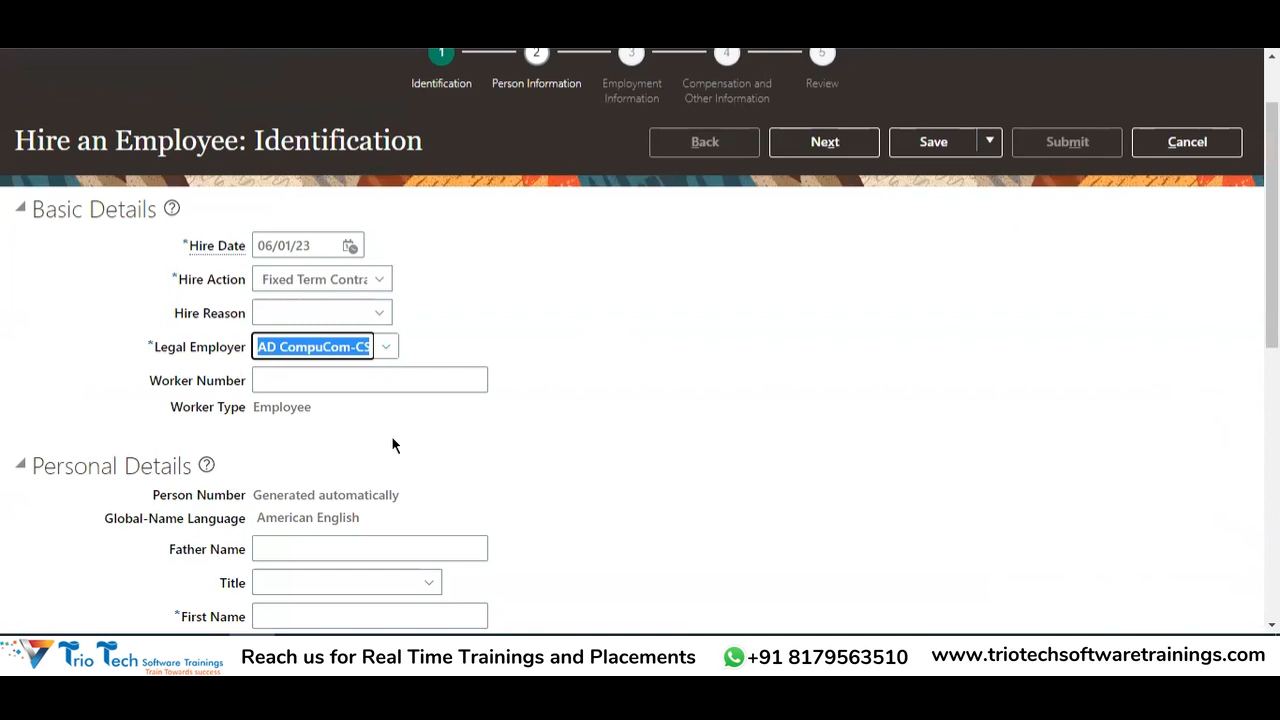 1 2 3 4 5
Identification Person Information Employment Information Compensation and Other Information Review
Hire an Employee: Identification
Back Next Save Submit Cancel
Basic Details ?
*Hire Date 06/01/23
*Hire Action Fixed Term Contra
Hire Reason
*Legal Employer AD CompuCom-CS
Worker Number
Worker Type Employee
Personal Details ?
Person Number Generated automatically
Global-Name Language American English
Father Name
Title
*First Name
Trio Tech Software Trainings
Train Towards success
Reach us for Real Time Trainings and Placements
+91 8179563510
www.triotechsoftwaretrainings.com